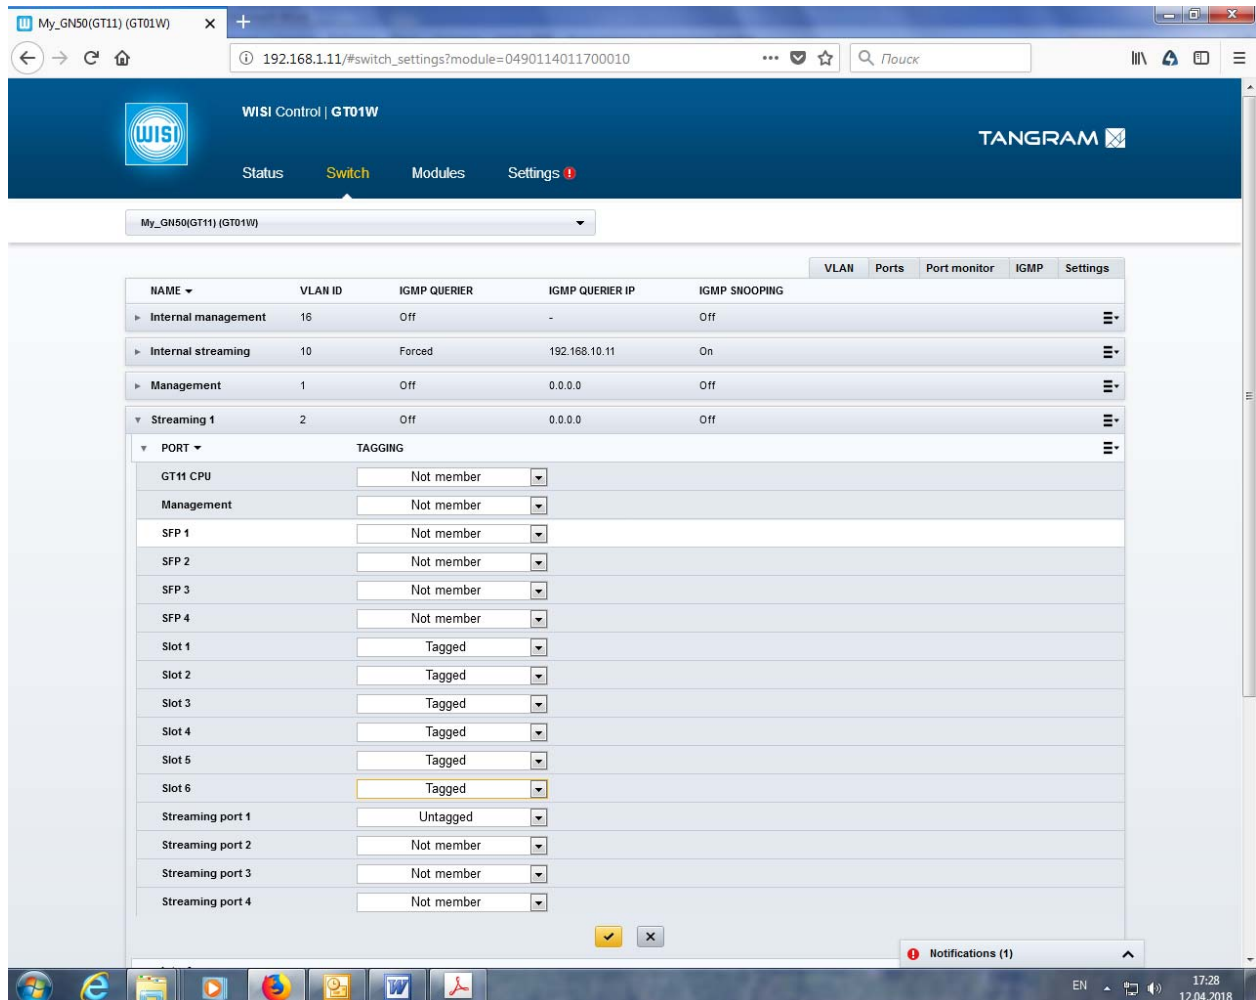 My_GN50(GT11) (GT01W)
192.168.1.11/#switch_settings?module=0490114011700010
Поиск
WISI
WISI Control | GT01W
TANGRAM
Status Switch Modules Settings
My_GN50(GT11) (GT01W)
VLAN Ports Port monitor IGMP Settings
NAME VLAN ID IGMP QUERIER IGMP QUERIER IP IGMP SNOOPING
Internal management 16 Off - Off
Internal streaming 10 Forced 192.168.10.11 On
Management 1 Off 0.0.0.0 Off
Streaming 1 2 Off 0.0.0.0 Off
PORT TAGGING
GT11 CPU Not member
Management Not member
SFP 1 Not member
SFP 2 Not member
SFP 3 Not member
SFP 4 Not member
Slot 1 Tagged
Slot 2 Tagged
Slot 3 Tagged
Slot 4 Tagged
Slot 5 Tagged
Slot 6 Tagged
Streaming port 1 Untagged
Streaming port 2 Not member
Streaming port 3 Not member
Streaming port 4 Not member
Notifications (1)
EN 17:28
12.04.2018